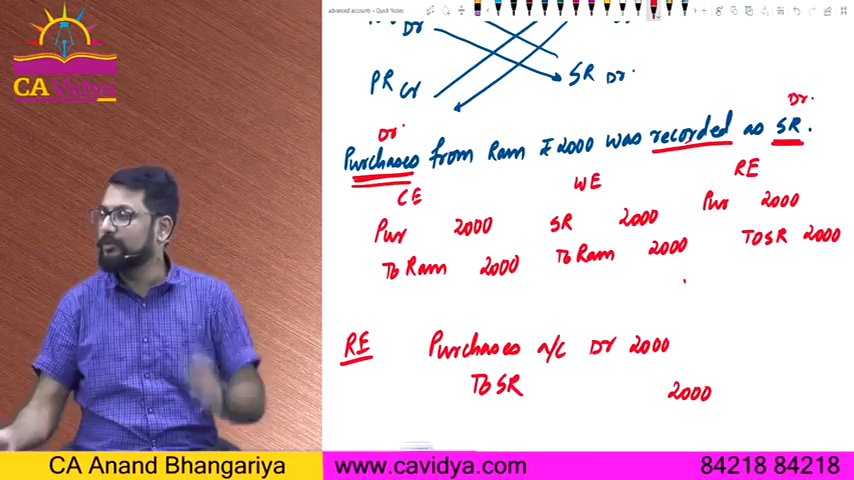 advanced accounts - Quick Notes
CA Vidya
Dr
PR Cr
SR Dr.
Dr. Dr.
Purchases from Ram ₹ 2000 was recorded as SR.
CE WE RE
Pur 2000 SR 2000 Pur 2000
To Ram 2000 To Ram 2000 TO SR 2000
RE Purchases a/c Dr 2000
To SR 2000
CA Anand Bhangariya www.cavidya.com 84218 84218